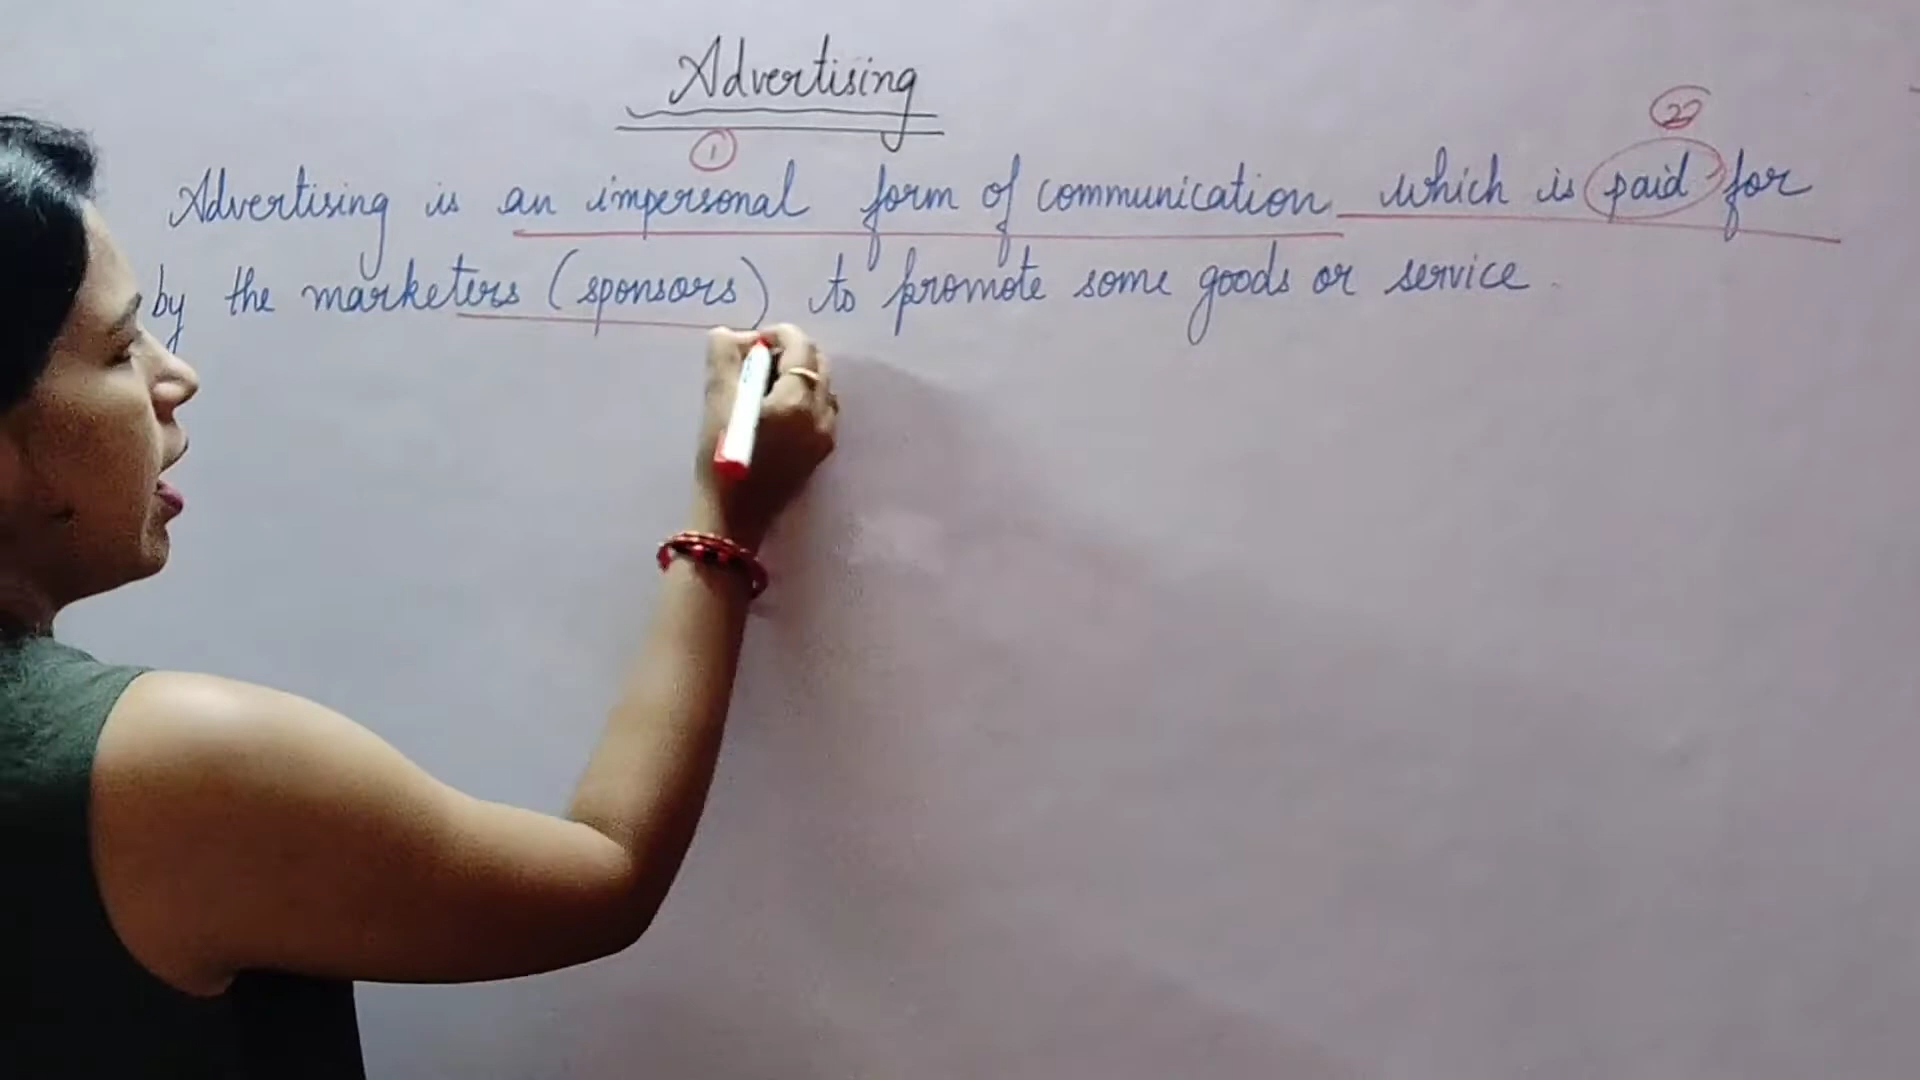 Advertising
① ②
Advertising is an impersonal form of communication which is paid for
by the marketers (sponsors) to promote some goods or service.